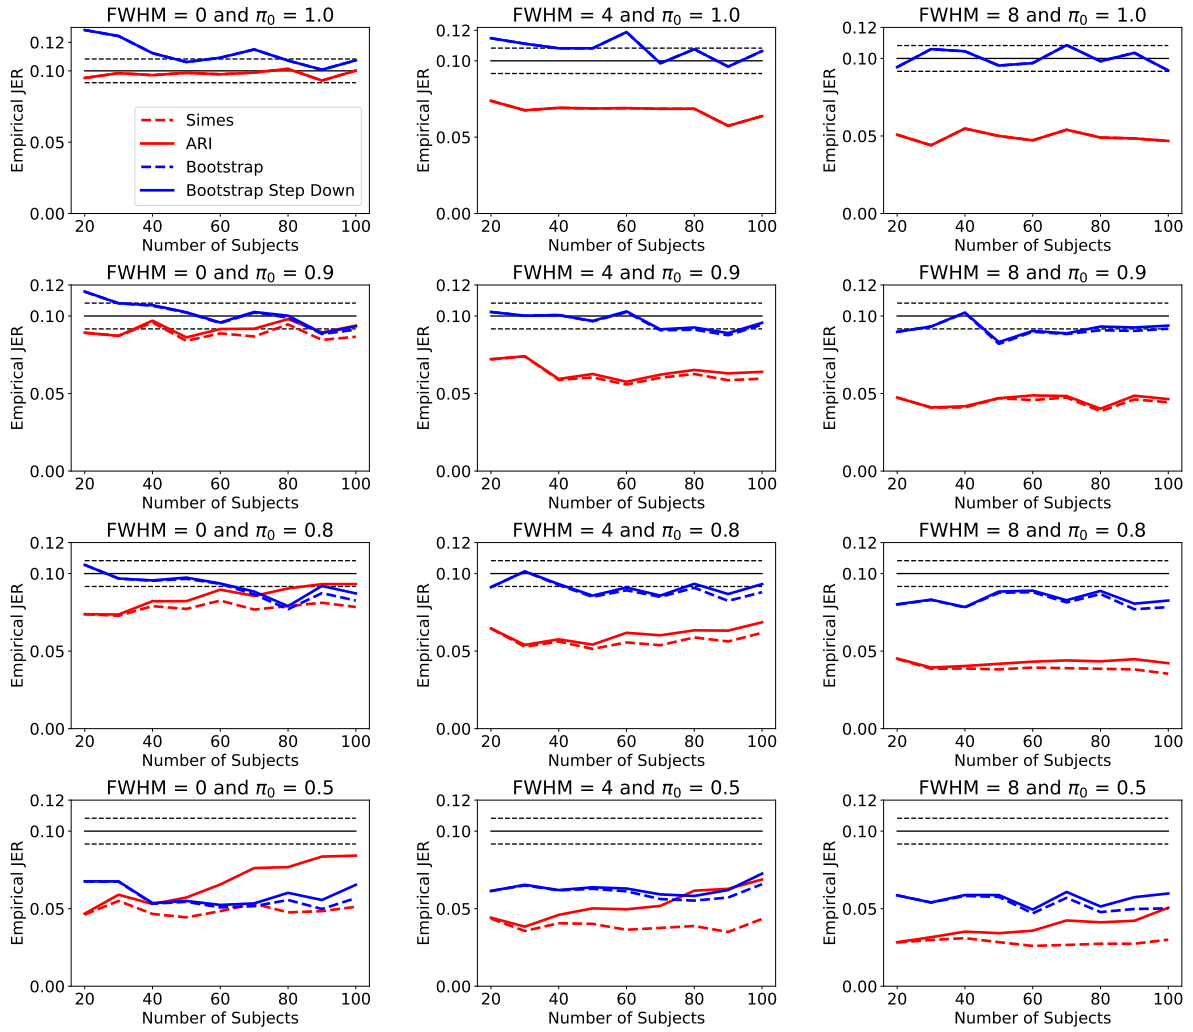 FWHM = 0 and π0 = 1.0
FWHM = 4 and π0 = 1.0
FWHM = 8 and π0 = 1.0
Empirical JER
0.12
0.10
0.05
0.00
Simes
ARI
Bootstrap
Bootstrap Step Down
20 40 60 80 100
Number of Subjects
Empirical JER
0.12
0.10
0.05
0.00
20 40 60 80 100
Number of Subjects
Empirical JER
0.10
0.05
0.00
20 40 60 80 100
Number of Subjects
FWHM = 0 and π0 = 0.9
FWHM = 4 and π0 = 0.9
FWHM = 8 and π0 = 0.9
Empirical JER
0.12
0.10
0.05
0.00
20 40 60 80 100
Number of Subjects
Empirical JER
0.12
0.10
0.05
0.00
20 40 60 80 100
Number of Subjects
Empirical JER
0.12
0.10
0.05
0.00
20 40 60 80 100
Number of Subjects
FWHM = 0 and π0 = 0.8
FWHM = 4 and π0 = 0.8
FWHM = 8 and π0 = 0.8
Empirical JER
0.12
0.10
0.05
0.00
20 40 60 80 100
Number of Subjects
Empirical JER
0.12
0.10
0.05
0.00
20 40 60 80 100
Number of Subjects
Empirical JER
0.12
0.10
0.05
0.00
20 40 60 80 100
Number of Subjects
FWHM = 0 and π0 = 0.5
FWHM = 4 and π0 = 0.5
FWHM = 8 and π0 = 0.5
Empirical JER
0.12
0.10
0.05
0.00
20 40 60 80 100
Number of Subjects
Empirical JER
0.12
0.10
0.05
0.00
20 40 60 80 100
Number of Subjects
Empirical JER
0.12
0.10
0.05
0.00
20 40 60 80 100
Number of Subjects